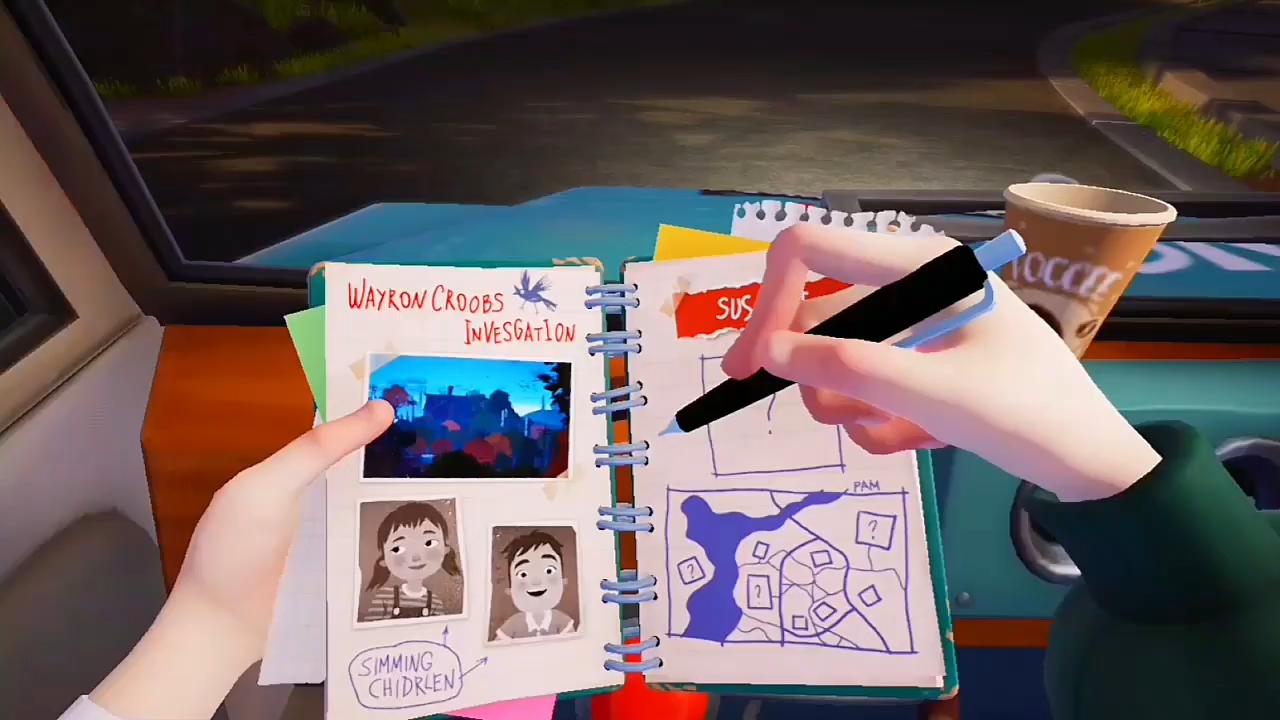 WAYRON CROOBS
INVESGATION
SIMMING
CHIDRLEN
SUS
?
PAM
?
?
?